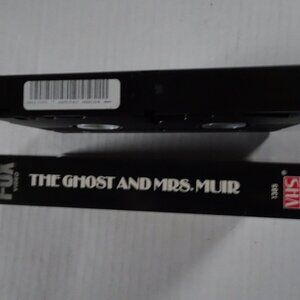 FOX
VIDEO
THE GHOST AND MRS. MUIR
VHS
1385